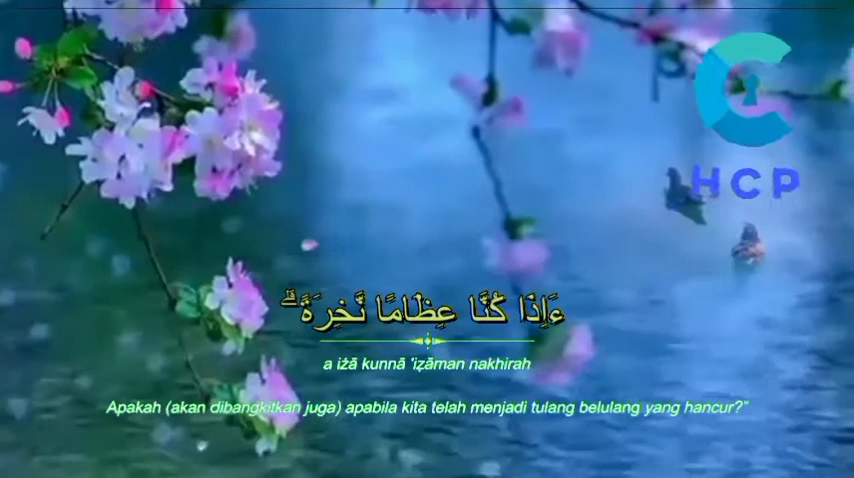 HCP
ءَاِذَا كُنَّا عِظَامًا نَّخِرَةً ۗ
a iżā kunnā 'iẓāman nakhirah
Apakah (akan dibangkitkan juga) apabila kita telah menjadi tulang belulang yang hancur?"